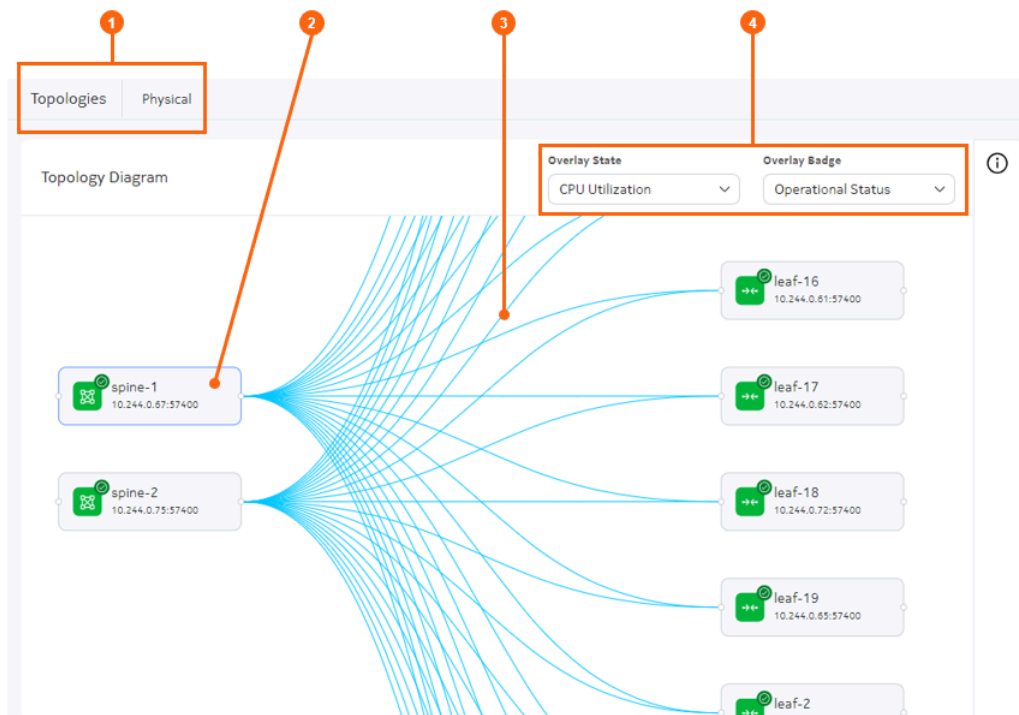 1 2 3 4
Topologies Physical
Topology Diagram
Overlay State Overlay Badge
CPU Utilization Operational Status
leaf-16
10.244.0.61:57400
spine-1
10.244.0.67:57400
leaf-17
10.244.0.62:57400
spine-2
10.244.0.75:57400
leaf-18
10.244.0.72:57400
leaf-19
10.244.0.65:57400
leaf-2